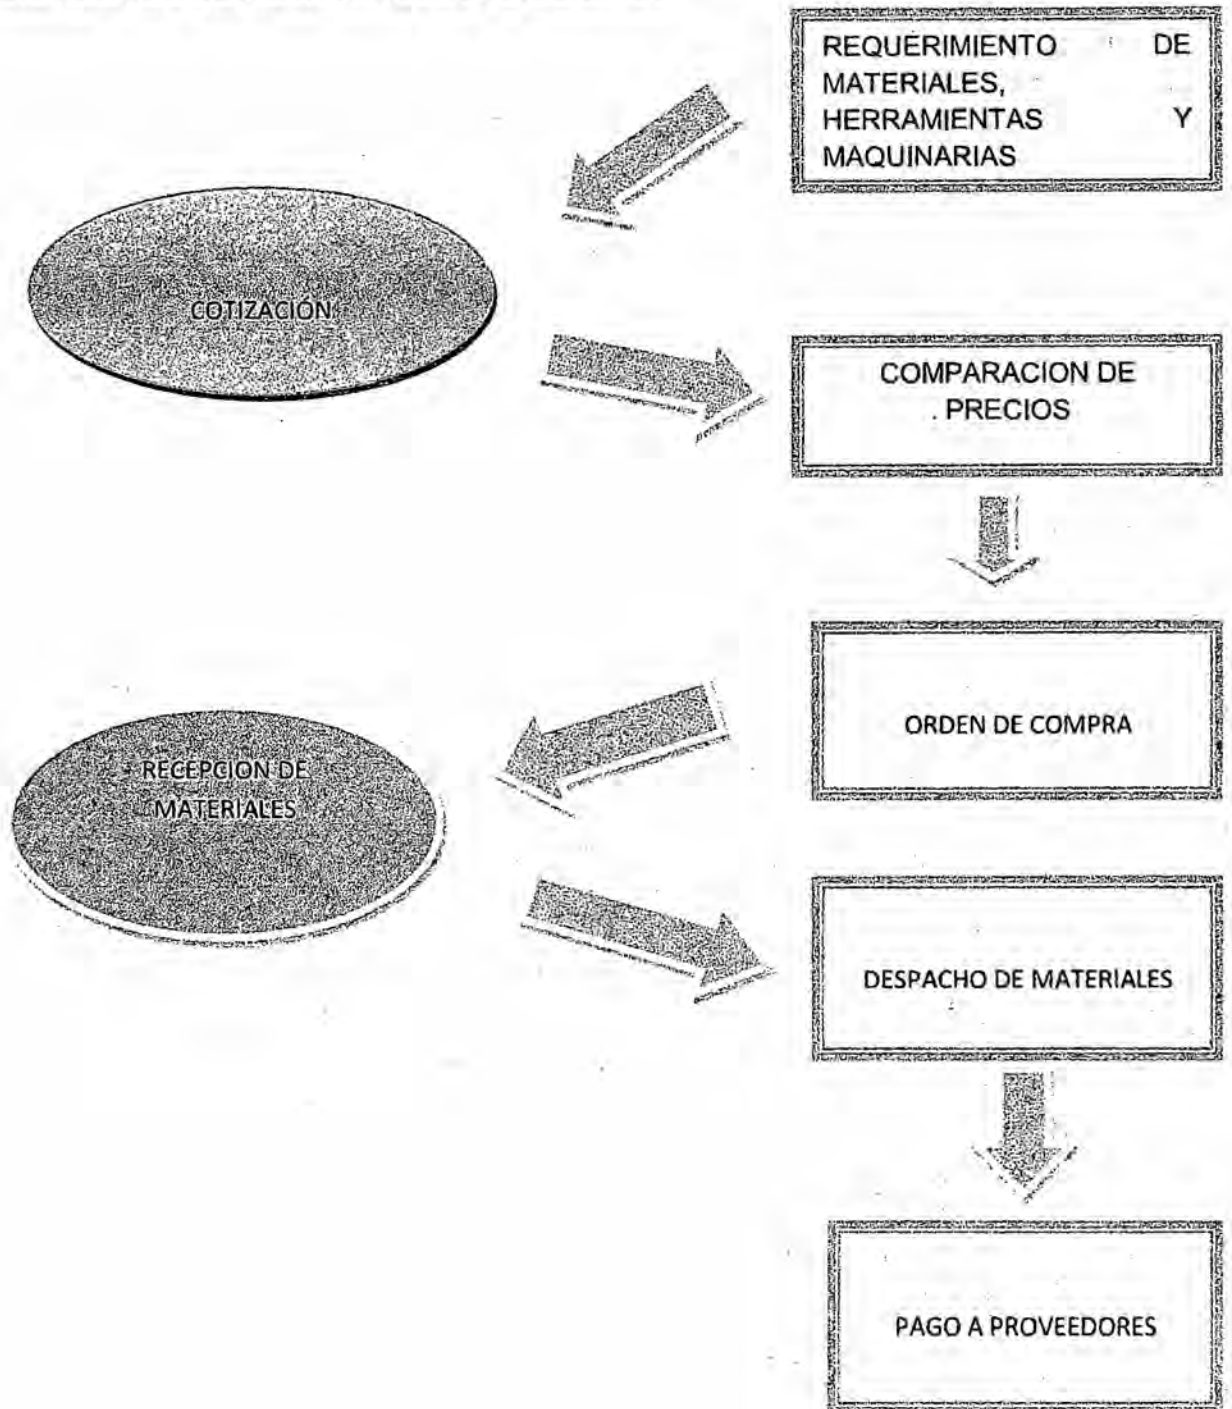 REQUERIMIENTO DE
MATERIALES,
HERRAMIENTAS Y
MAQUINARIAS
COTIZACIÓN
COMPARACION DE
PRECIOS
ORDEN DE COMPRA
RECEPCION DE
MATERIALES
DESPACHO DE MATERIALES
PAGO A PROVEEDORES